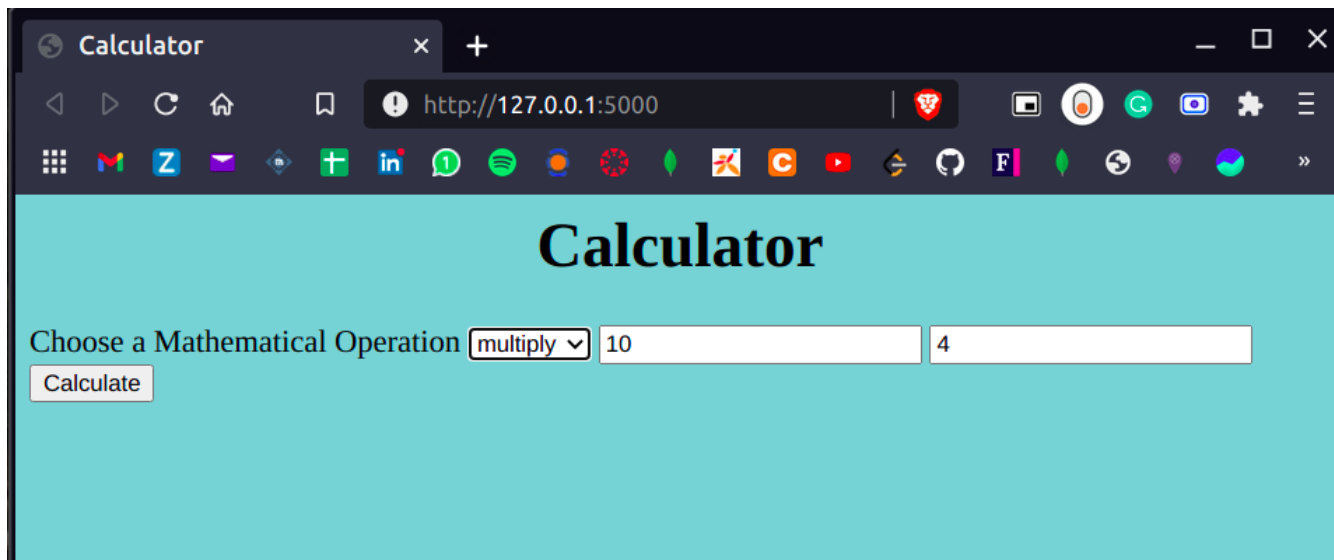 Calculator
http://127.0.0.1:5000
Calculator
Choose a Mathematical Operation multiply 10 4
Calculate